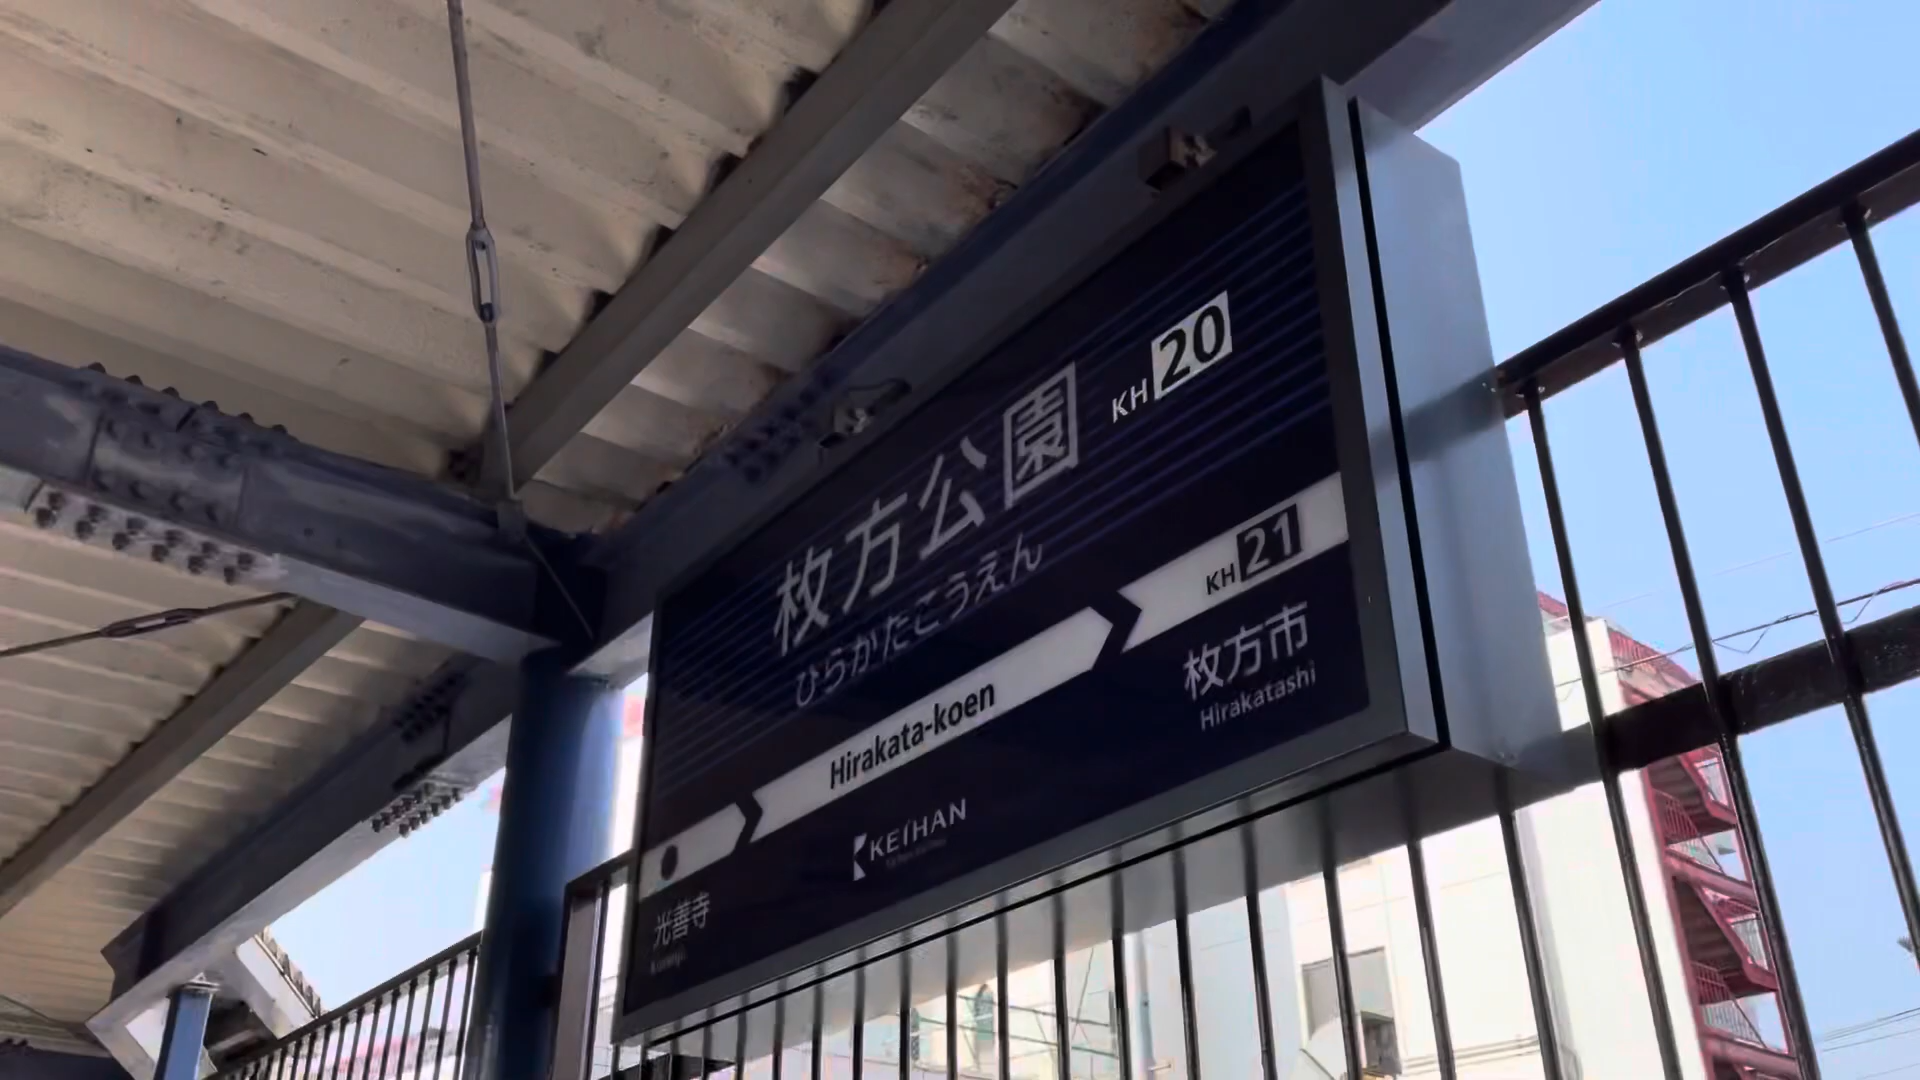 枚方公園
KH 20
ひらかたこうえん
KH 21
Hirakata-koen
枚方市
Hirakatashi
光善寺
KEIHAN